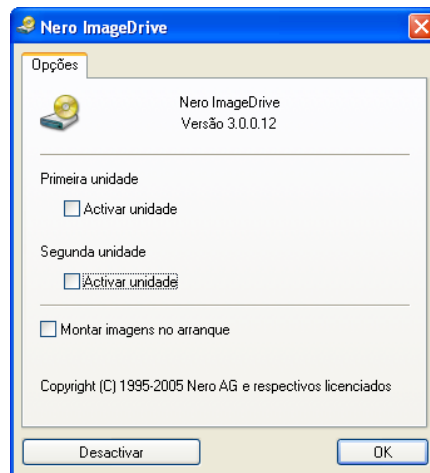 Nero ImageDrive
Opções
Nero ImageDrive
Versão 3.0.0.12
Primeira unidade
Activar unidade
Segunda unidade
Activar unidade
Montar imagens no arranque
Copyright (C) 1995-2005 Nero AG e respectivos licenciados
Desactivar
OK